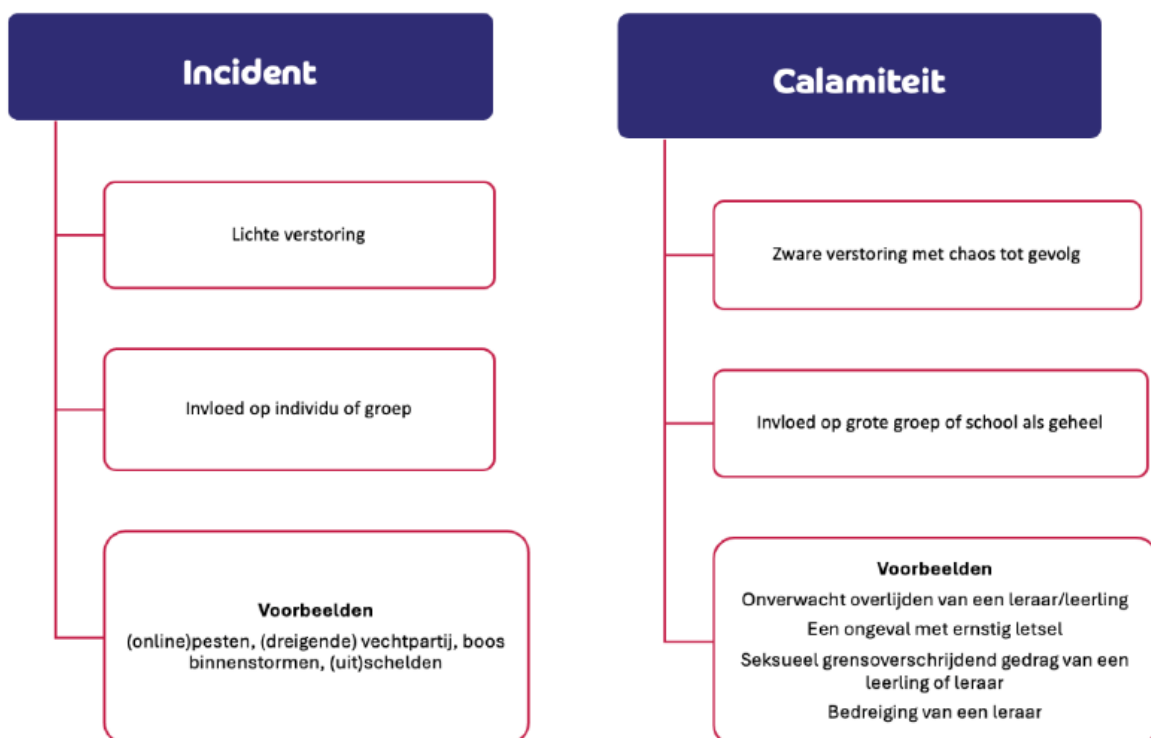 Incident
Lichte verstoring
Invloed op individu of groep
Voorbeelden
(online)pesten, (dreigende) vechtpartij, boos
binnenstormen, (uit)schelden
Calamiteit
Zware verstoring met chaos tot gevolg
Invloed op grote groep of school als geheel
Voorbeelden
Onverwacht overlijden van een leraar/leerling
Een ongeval met ernstig letsel
Seksueel grensoverschrijdend gedrag van een
leerling of leraar
Bedreiging van een leraar